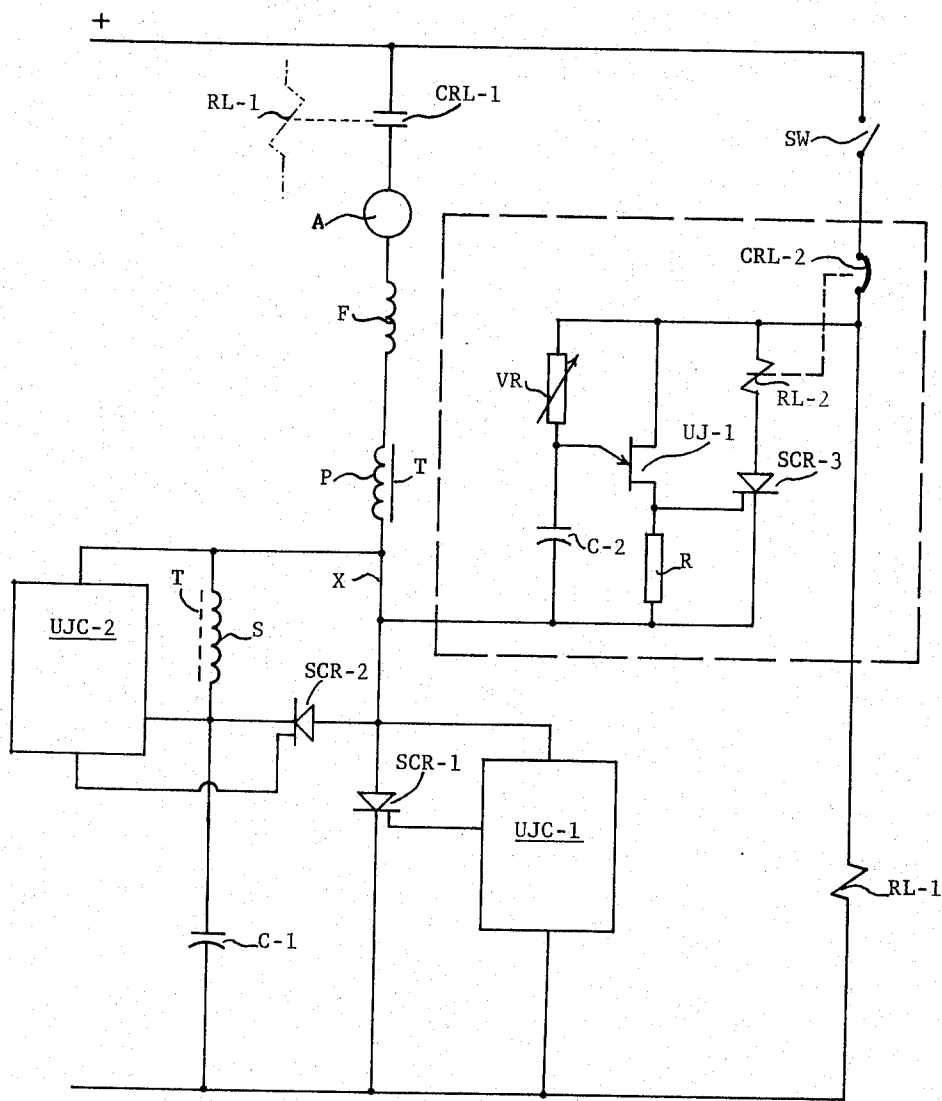 +
RL-1
CRL-1
SW
A
CRL-2
F
VR
RL-2
UJ-1
P
T
SCR-3
C-2
R
X
T
UJC-2
S
SCR-2
SCR-1
UJC-1
RL-1
C-1